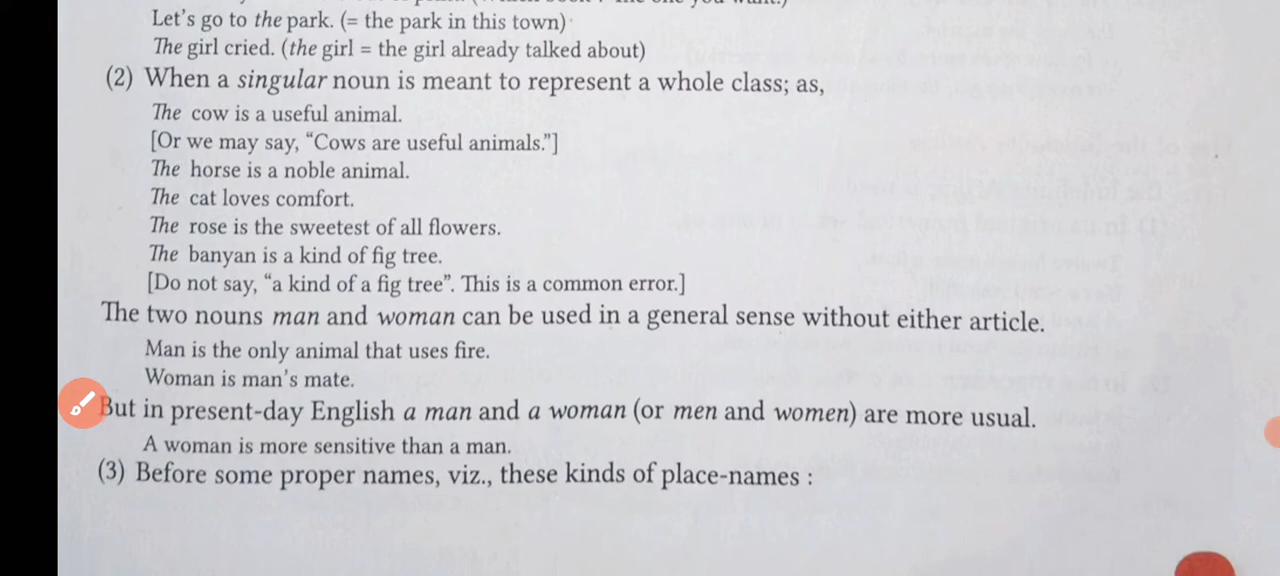 Let's go to the park. (= the park in this town)
The girl cried. (the girl = the girl already talked about)
(2) When a singular noun is meant to represent a whole class; as,
The cow is a useful animal.
[Or we may say, “Cows are useful animals.”]
The horse is a noble animal.
The cat loves comfort.
The rose is the sweetest of all flowers.
The banyan is a kind of fig tree.
[Do not say, “a kind of a fig tree”. This is a common error.]
The two nouns man and woman can be used in a general sense without either article.
Man is the only animal that uses fire.
Woman is man's mate.
But in present-day English a man and a woman (or men and women) are more usual.
A woman is more sensitive than a man.
(3) Before some proper names, viz., these kinds of place-names :